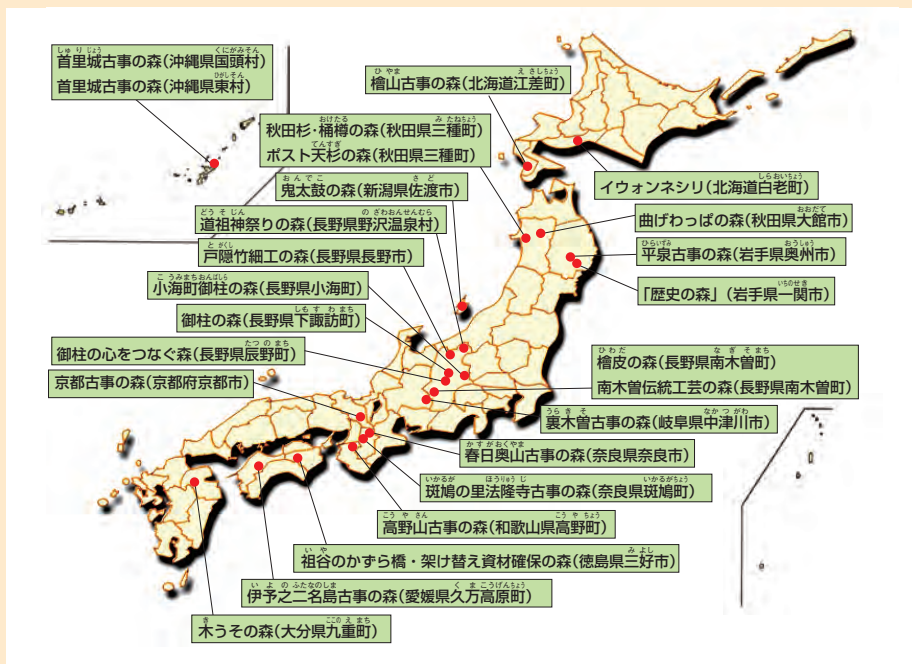 首里城古事の森(沖縄県国頭村)
首里城古事の森(沖縄県東村)
檜山古事の森(北海道江差町)
秋田杉・桶樽の森(秋田県三種町)
ポスト天杉の森(秋田県三種町)
鬼太鼓の森(新潟県佐渡市)
イウォンネシリ(北海道白老町)
道祖神祭りの森(長野県野沢温泉村)
曲げわっぱの森(秋田県大館市)
戸隠竹細工の森(長野県長野市)
平泉古事の森(岩手県奥州市)
小海町御柱の森(長野県小海町)
「歴史の森」(岩手県一関市)
御柱の森(長野県下諏訪町)
御柱の心をつなぐ森(長野県辰野町)
檜皮の森(長野県南木曽町)
京都古事の森(京都府京都市)
南木曽伝統工芸の森(長野県南木曽町)
裏木曽古事の森(岐阜県中津川市)
春日奥山古事の森(奈良県奈良市)
斑鳩の里法隆寺古事の森(奈良県斑鳩町)
高野山古事の森(和歌山県高野町)
祖谷のかずら橋・架け替え資材確保の森(徳島県三好市)
伊予之二名島古事の森(愛媛県久万高原町)
木うその森(大分県九重町)